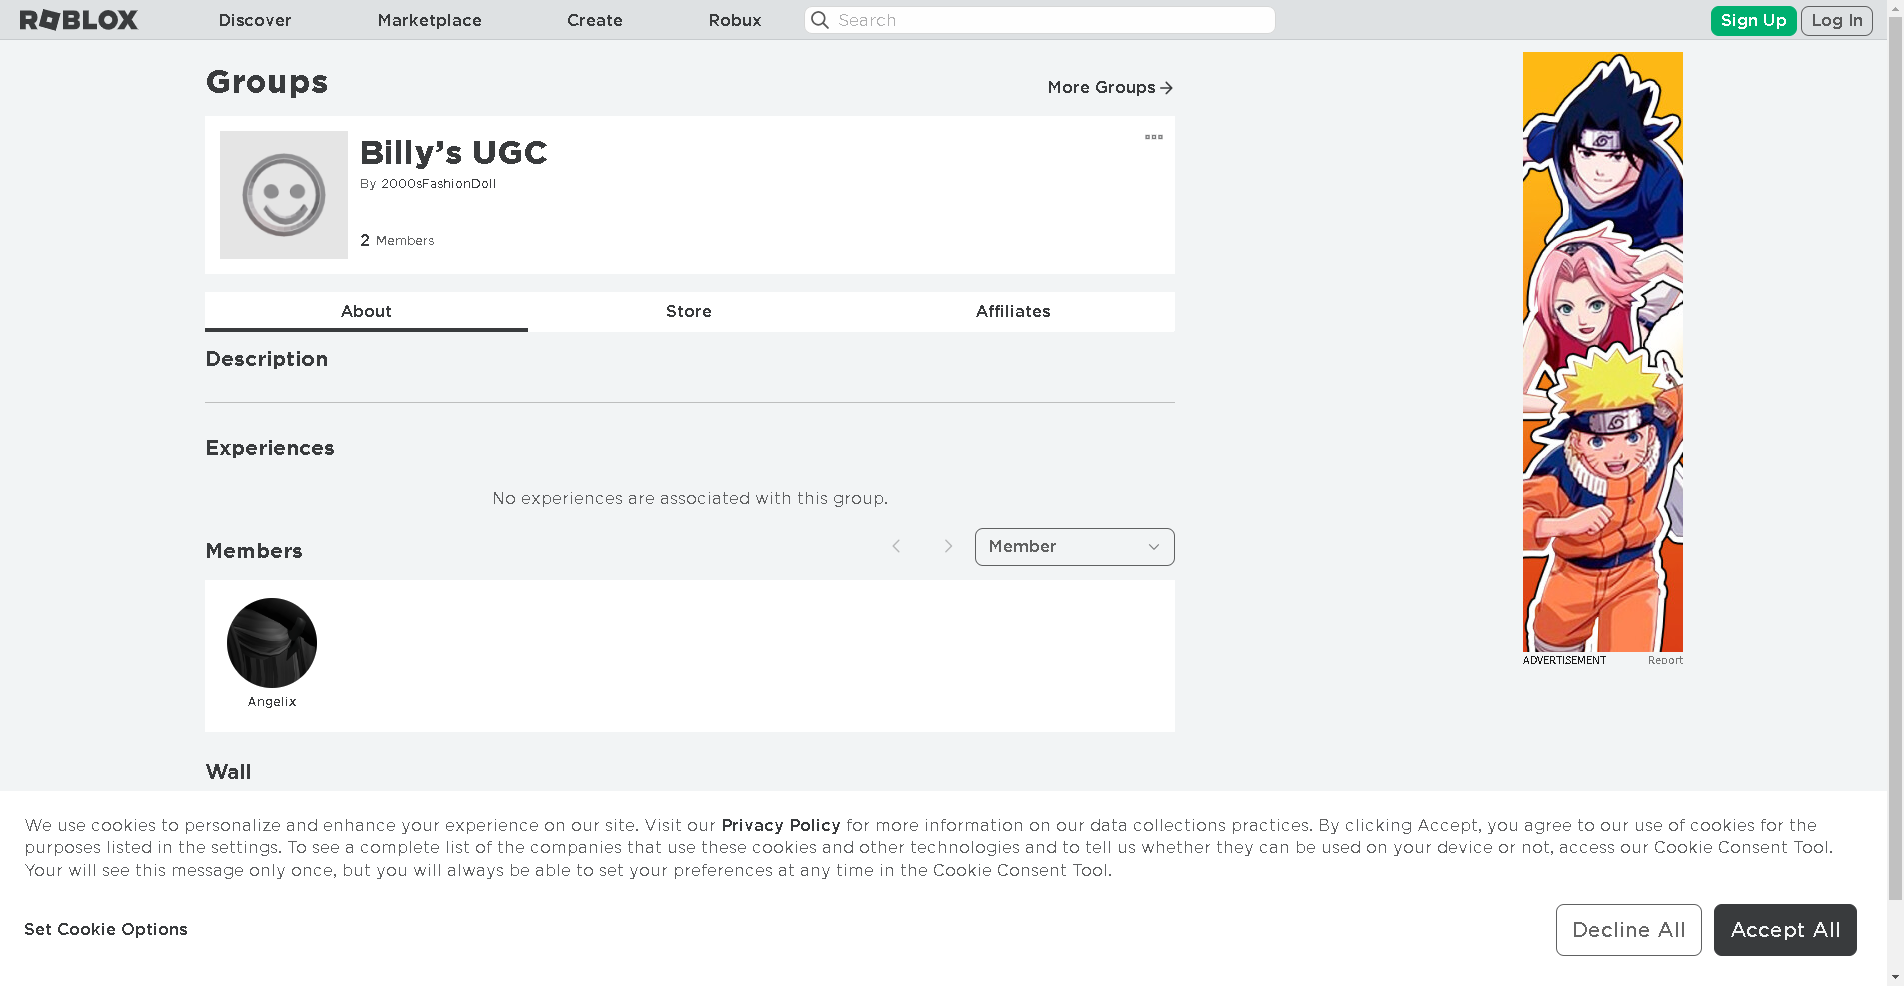 ROBLOX Discover Marketplace Create Robux Search Sign Up Log In
Groups
More Groups
Billy's UGC
By 2000sFashionDoll
2 Members
About Store Affiliates
Description
Experiences
No experiences are associated with this group.
Members
Member
Angelix
Wall
ADVERTISEMENT Report
We use cookies to personalize and enhance your experience on our site. Visit our Privacy Policy for more information on our data collections practices. By clicking Accept, you agree to our use of cookies for the
purposes listed in the settings. To see a complete list of the companies that use these cookies and other technologies and to tell us whether they can be used on your device or not, access our Cookie Consent Tool.
Your will see this message only once, but you will always be able to set your preferences at any time in the Cookie Consent Tool.
Set Cookie Options
Decline All
Accept All